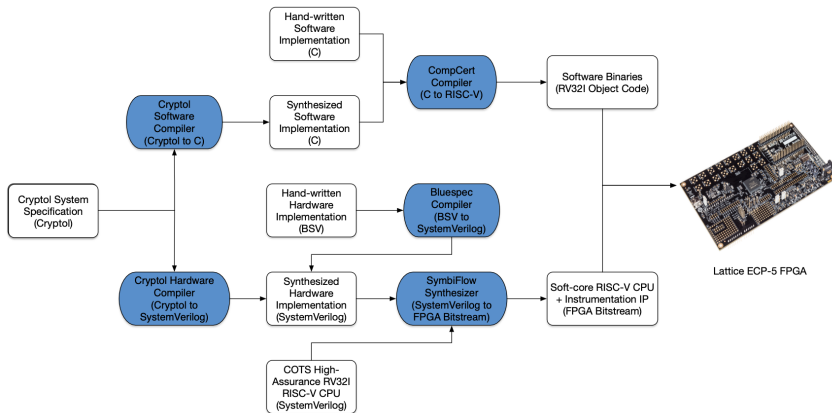 Hand-written
Software
Implementation
(C)
CompCert
Compiler
(C to RISC-V)
Software Binaries
(RV32I Object Code)
Cryptol
Software
Compiler
(Cryptol to C)
Synthesized
Software
Implementation
(C)
Cryptol System
Specification
(Cryptol)
Hand-written
Hardware
Implementation
(BSV)
Bluespec
Compiler
(BSV to
SystemVerilog)
Lattice ECP-5 FPGA
Cryptol Hardware
Compiler
(Cryptol to
SystemVerilog)
Synthesized
Hardware
Implementation
(SystemVerilog)
SymbiFlow
Synthesizer
(SystemVerilog to
FPGA Bitstream)
Soft-core RISC-V CPU
+ Instrumentation IP
(FPGA Bitstream)
COTS High-
Assurance RV32I
RISC-V CPU
(SystemVerilog)